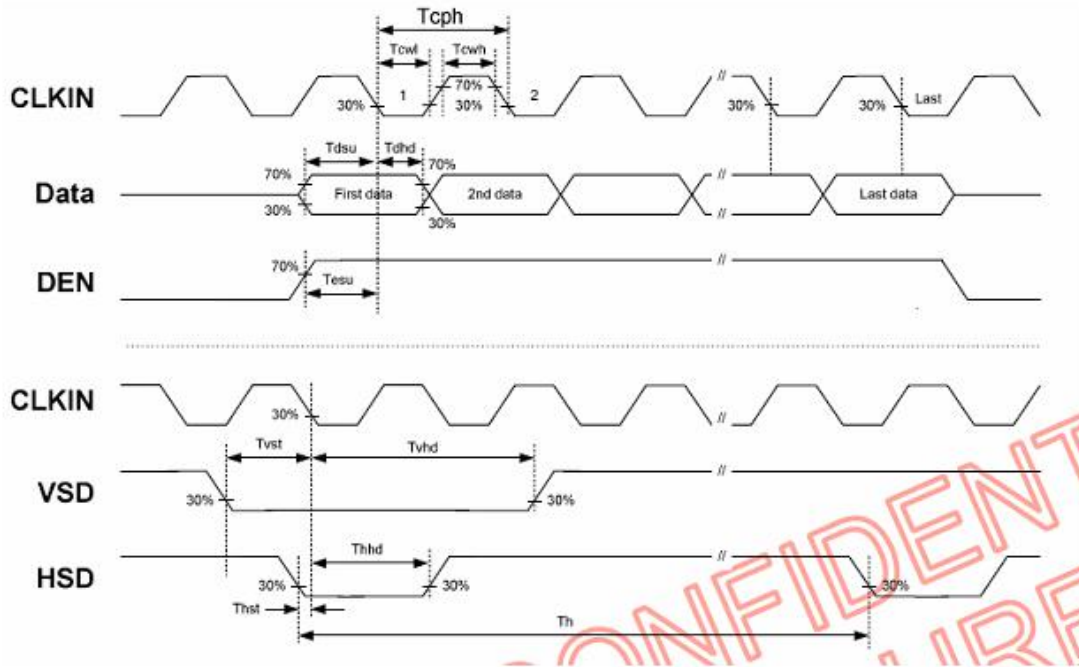 Tcph
Tcwl Tcwh
CLKIN 30% 1 70% 30% 2 // 30% 30% Last
Tdsu Tdhd
70% 70%
Data First data 2nd data // Last data
30% 30%
//
70%
DEN Tesu
CLKIN 30% //
Tvst Tvhd
//
VSD 30% 30%
Thhd //
HSD 30% 30% 30%
Thst
Th
CONFIDENT
URE